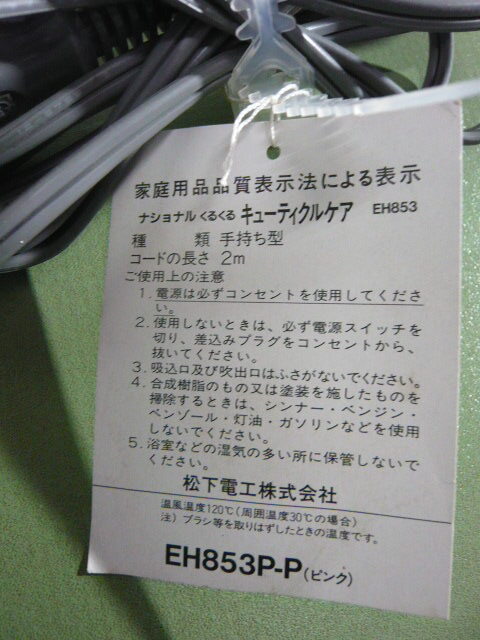 家庭用品品質表示法による表示
ナショナル くるくる キューティクルケア EH853
種　　類 手持ち型
コードの長さ 2m
ご使用上の注意
1. 電源は必ずコンセントを使用してくださ
い。
2. 使用しないときは、必ず電源スイッチを
切り、差込みプラグをコンセントから、
抜いてください。
3. 吸込口及び吹出口はふさがないでください。
4. 合成樹脂のもの又は塗装を施したものを
掃除するときは、シンナー・ベンジン・
ベンゾール・灯油・ガソリンなどを使用
しないでください。
5. 浴室などの湿気の多い所に保管しないで
ください。
松下電工株式会社
温風温度120℃(周囲温度30℃の場合)
注) ブラシ等を取りはずしたときの温度です。
EH853P-P(ピンク)